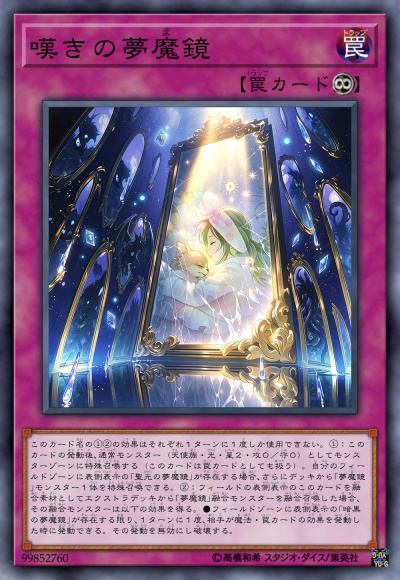 嘆きの夢魔鏡
ま
トラップ
罠
【罠カード】
トラップ
このカード名の①②の効果はそれぞれ1ターンに1度しか使用できない。①：こ
のカードの発動後、通常モンスター（天使族・光・星2・攻0／守0）としてモンス
ターゾーンに特殊召喚する（このカードは罠カードとしても扱う）。自分のフィー
ルドゾーンに表側表示の「聖光の夢魔鏡」が存在する場合、さらにデッキから「夢魔鏡
」モンスター1体を特殊召喚できる。②：フィールドの表側表示のこのカードを融
合素材としてエクストラデッキから「夢魔鏡」融合モンスターを融合召喚した場合、
その融合モンスターは以下の効果を得る。●フィールドゾーンに表側表示の「暗黒
の夢魔鏡」が存在する限り、1ターンに1度、相手が魔法・罠カードの効果を発動し
た時に発動できる。その発動を無効にし破壊する。
99852760
©高橋和希 スタジオ・ダイス/集英社